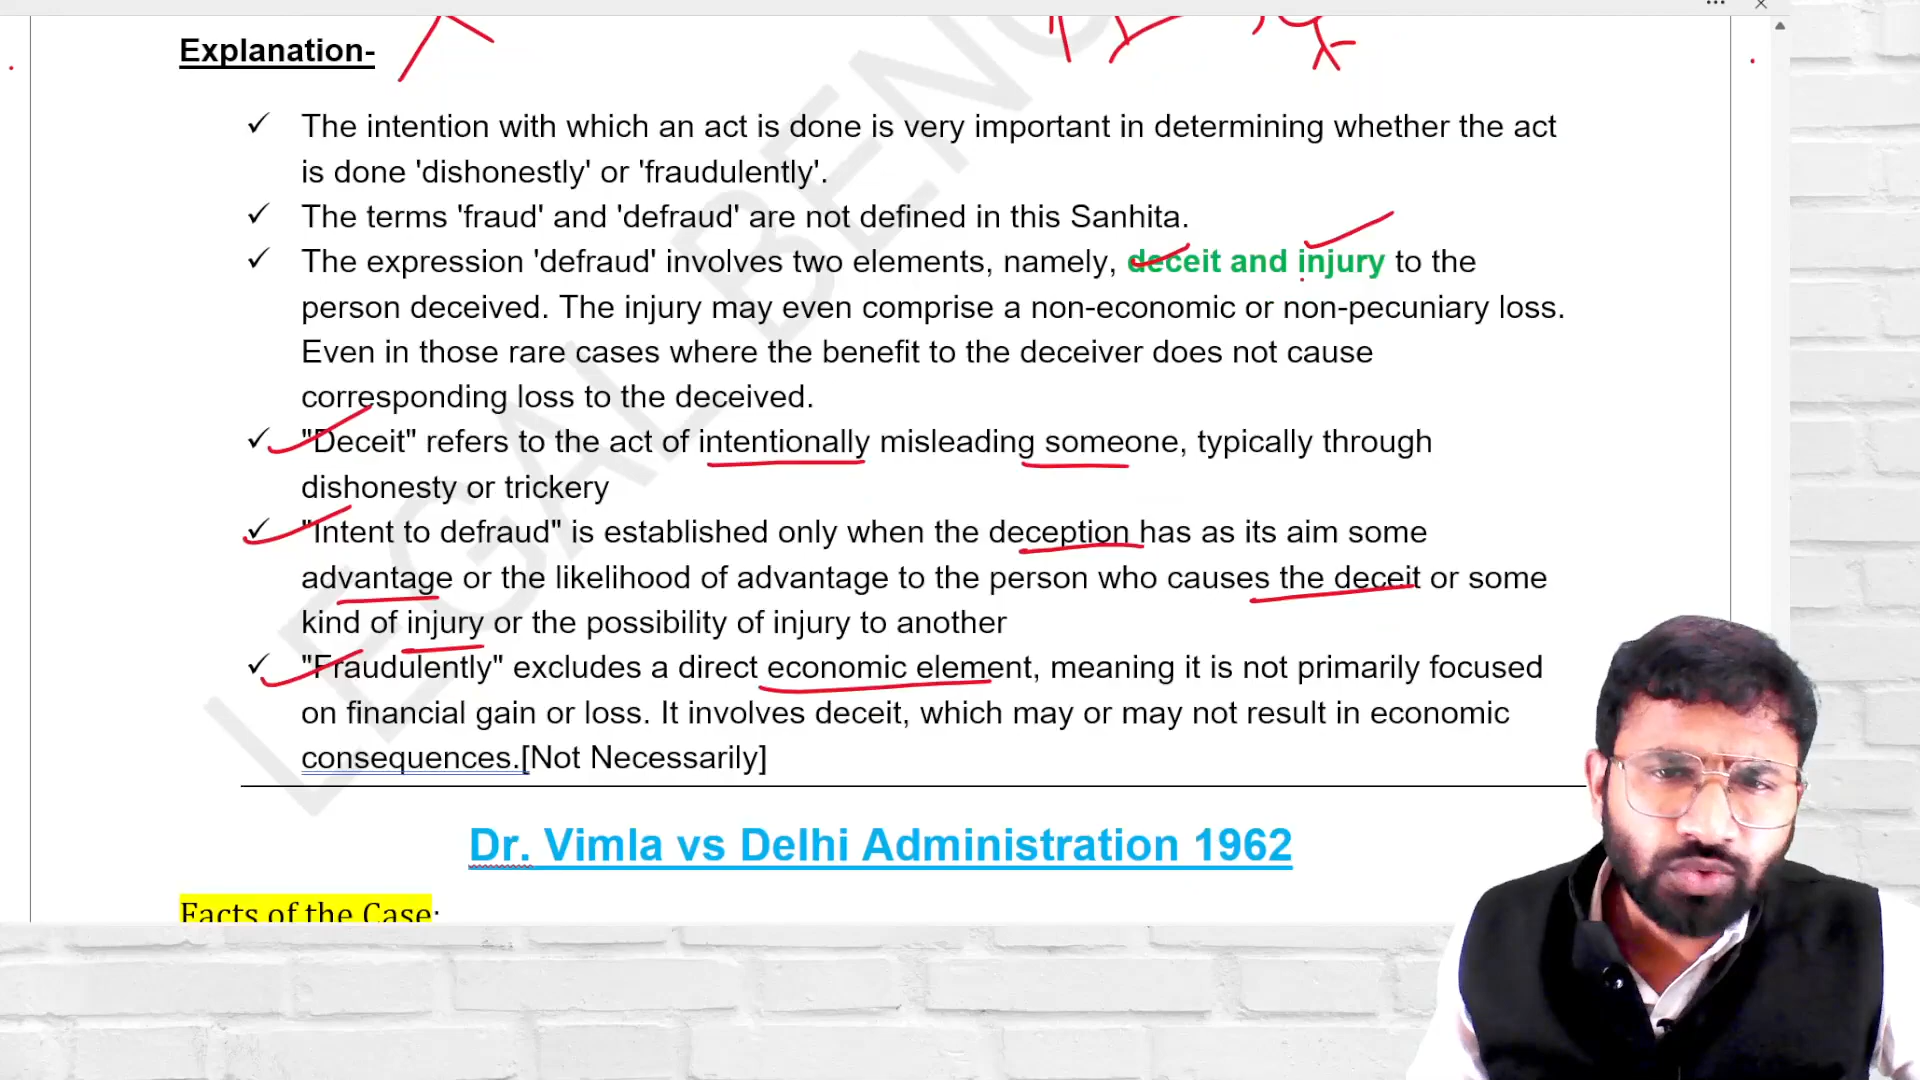 Explanation-
The intention with which an act is done is very important in determining whether the act
is done 'dishonestly' or 'fraudulently'.
The terms 'fraud' and 'defraud' are not defined in this Sanhita.
The expression 'defraud' involves two elements, namely, deceit and injury to the
person deceived. The injury may even comprise a non-economic or non-pecuniary loss.
Even in those rare cases where the benefit to the deceiver does not cause
corresponding loss to the deceived.
"Deceit" refers to the act of intentionally misleading someone, typically through
dishonesty or trickery
"Intent to defraud" is established only when the deception has as its aim some
advantage or the likelihood of advantage to the person who causes the deceit or some
kind of injury or the possibility of injury to another
"Fraudulently" excludes a direct economic element, meaning it is not primarily focused
on financial gain or loss. It involves deceit, which may or may not result in economic
consequences.[Not Necessarily]
Dr. Vimla vs Delhi Administration 1962
Facts of the Case:
LEGAL BENC